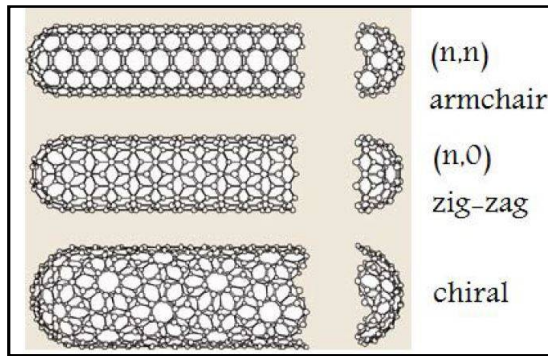 (n,n)
armchair
(n,0)
zig-zag
chiral